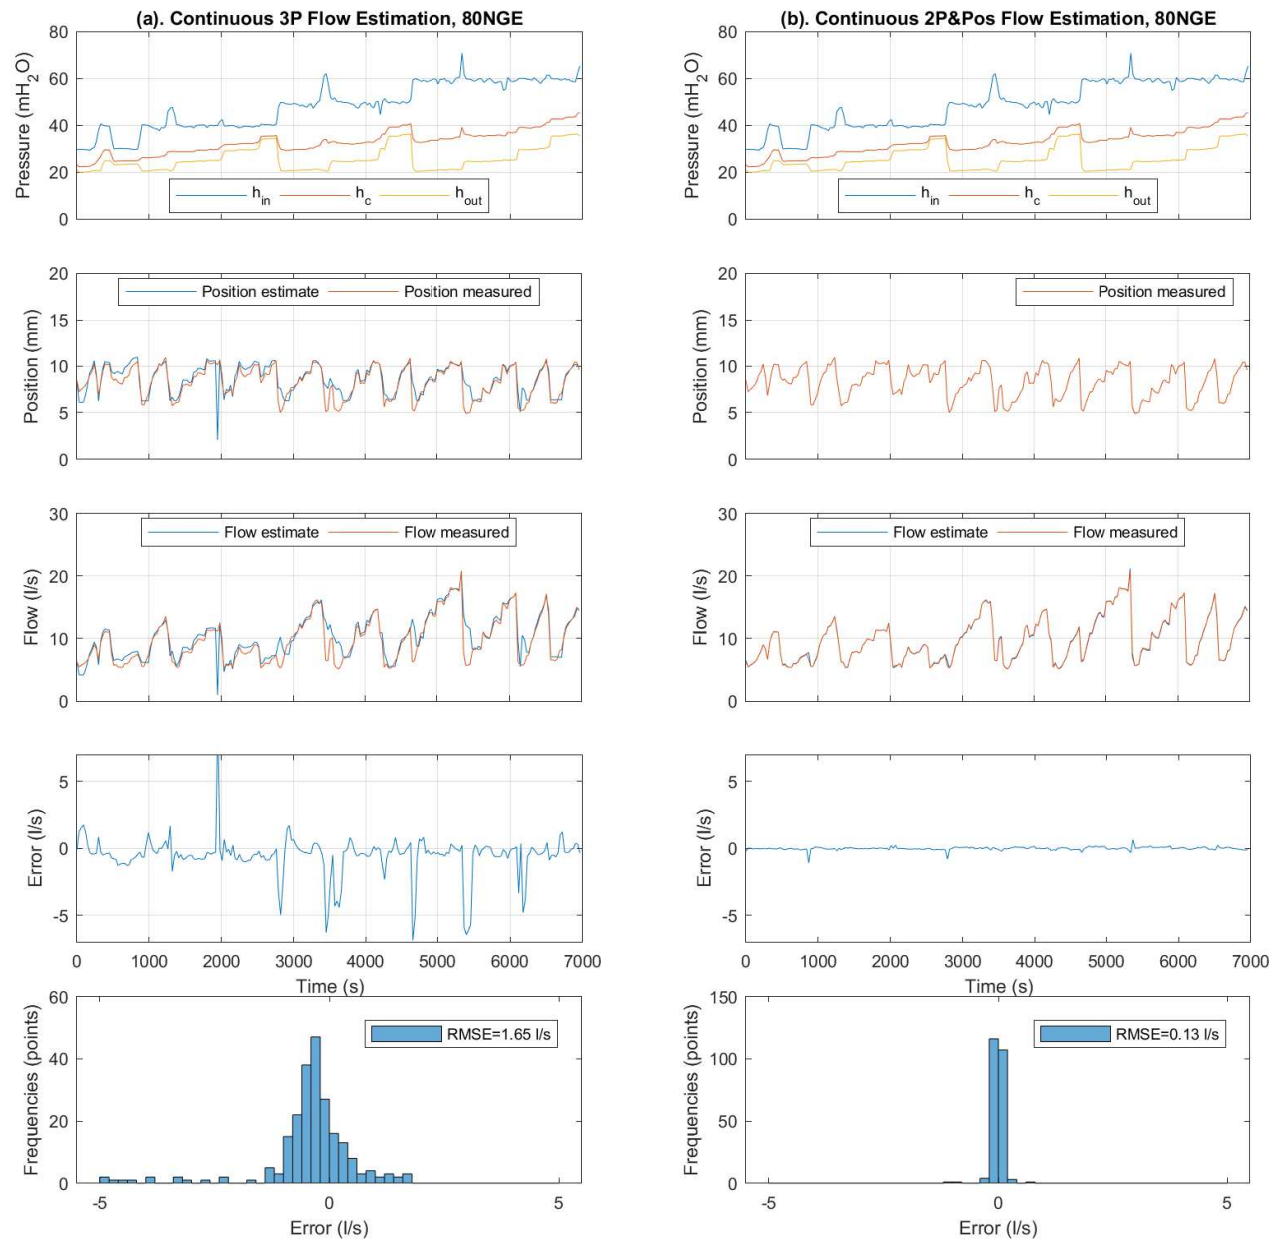 (a). Continuous 3P Flow Estimation, 80NGE
80
60
40
20
0
Pressure (mH2O)
hin hc hout
20
15
10
5
0
Position (mm)
Position estimate Position measured
30
20
10
0
Flow (l/s)
Flow estimate Flow measured
5
0
-5
Error (l/s)
0 1000 2000 3000 4000 5000 6000 7000
Time (s)
60
40
20
0
Frequencies (points)
RMSE=1.65 l/s
-5 0 5
Error (l/s)
(b). Continuous 2P&Pos Flow Estimation, 80NGE
80
60
40
20
0
Pressure (mH2O)
hin hc hout
20
15
10
5
0
Position (mm)
Position measured
30
20
10
0
Flow (l/s)
Flow estimate Flow measured
5
0
-5
Error (l/s)
0 1000 2000 3000 4000 5000 6000 7000
Time (s)
150
100
50
0
Frequencies (points)
RMSE=0.13 l/s
-5 0 5
Error (l/s)